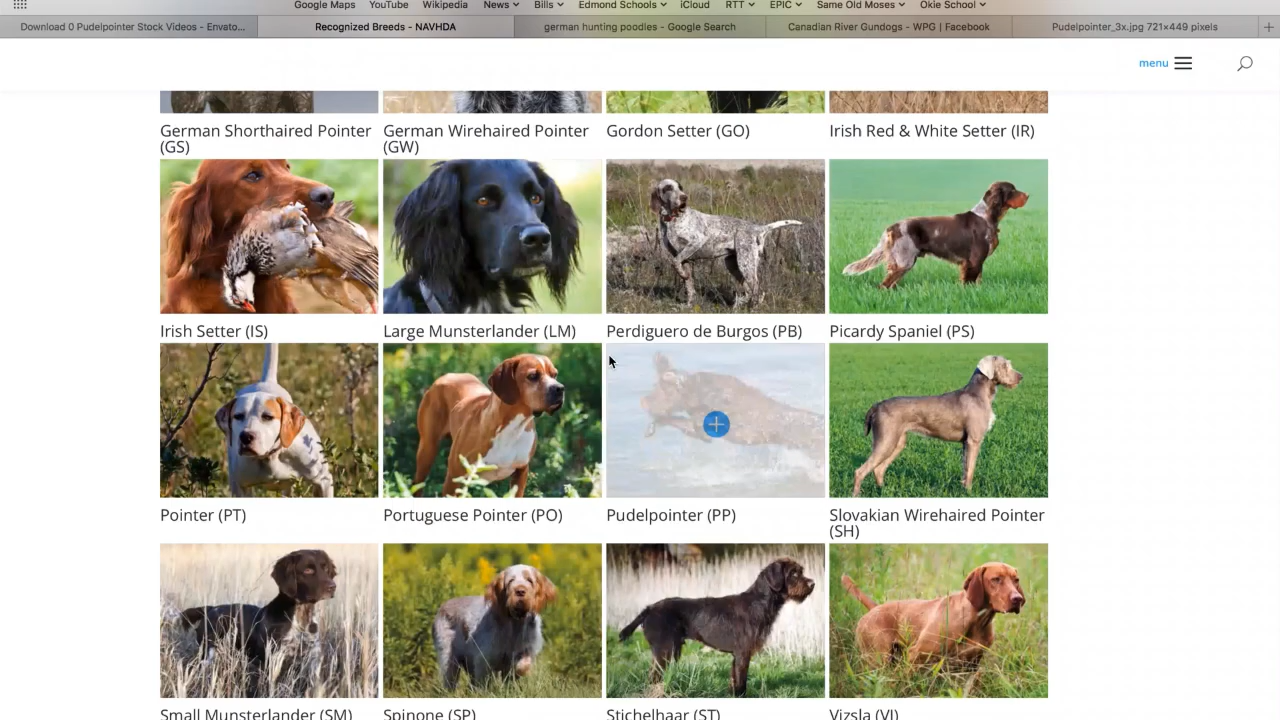 Google Maps YouTube Wikipedia News Bills Edmond Schools iCloud RTT EPIC Same Old Moses Okie School
Download 0 Pudelpointer Stock Videos - Envato... Recognized Breeds - NAVHDA german hunting poodles - Google Search Canadian River Gundogs - WPG | Facebook Pudelpointer_3x.jpg 721×449 pixels
menu
German Shorthaired Pointer (GS)
German Wirehaired Pointer (GW)
Gordon Setter (GO)
Irish Red & White Setter (IR)
Irish Setter (IS)
Large Munsterlander (LM)
Perdiguero de Burgos (PB)
Picardy Spaniel (PS)
Pointer (PT)
Portuguese Pointer (PO)
Pudelpointer (PP)
Slovakian Wirehaired Pointer (SH)
Small Munsterlander (SM)
Spinone (SP)
Stichelhaar (ST)
Vizsla (VI)